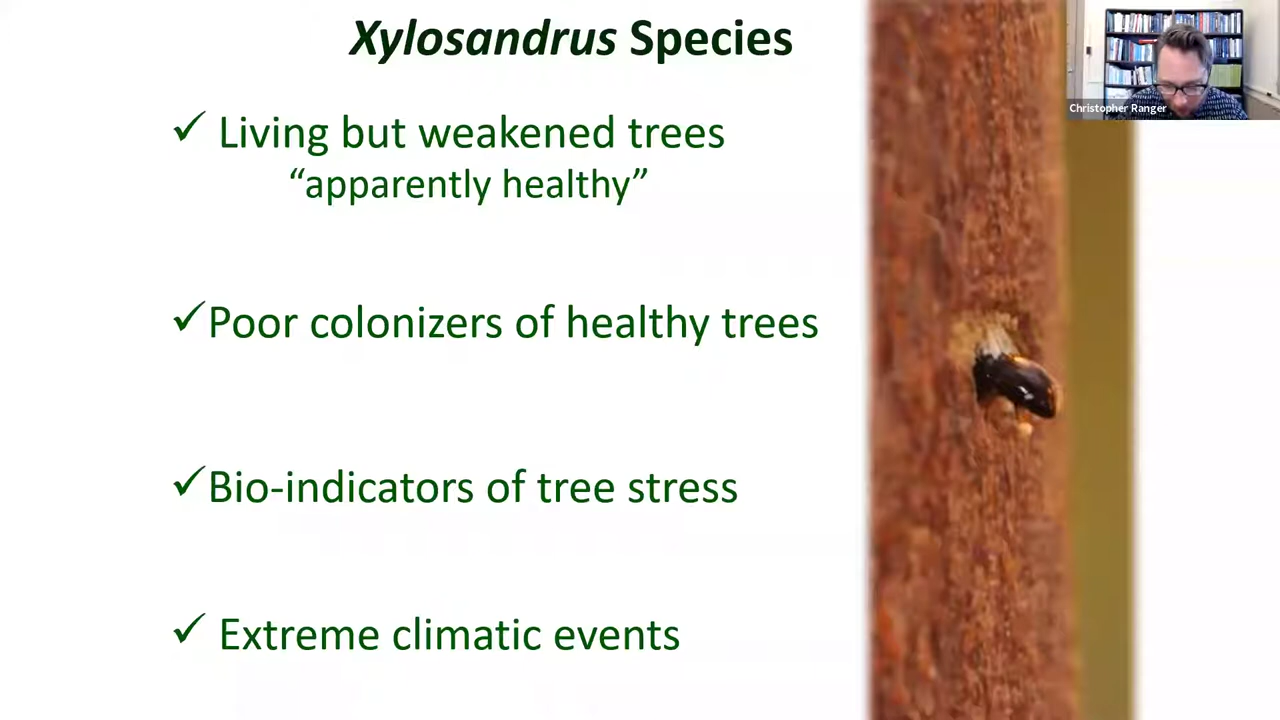 Xylosandrus Species
✓ Living but weakened trees
“apparently healthy”
✓Poor colonizers of healthy trees
✓Bio-indicators of tree stress
✓ Extreme climatic events
Christopher Ranger